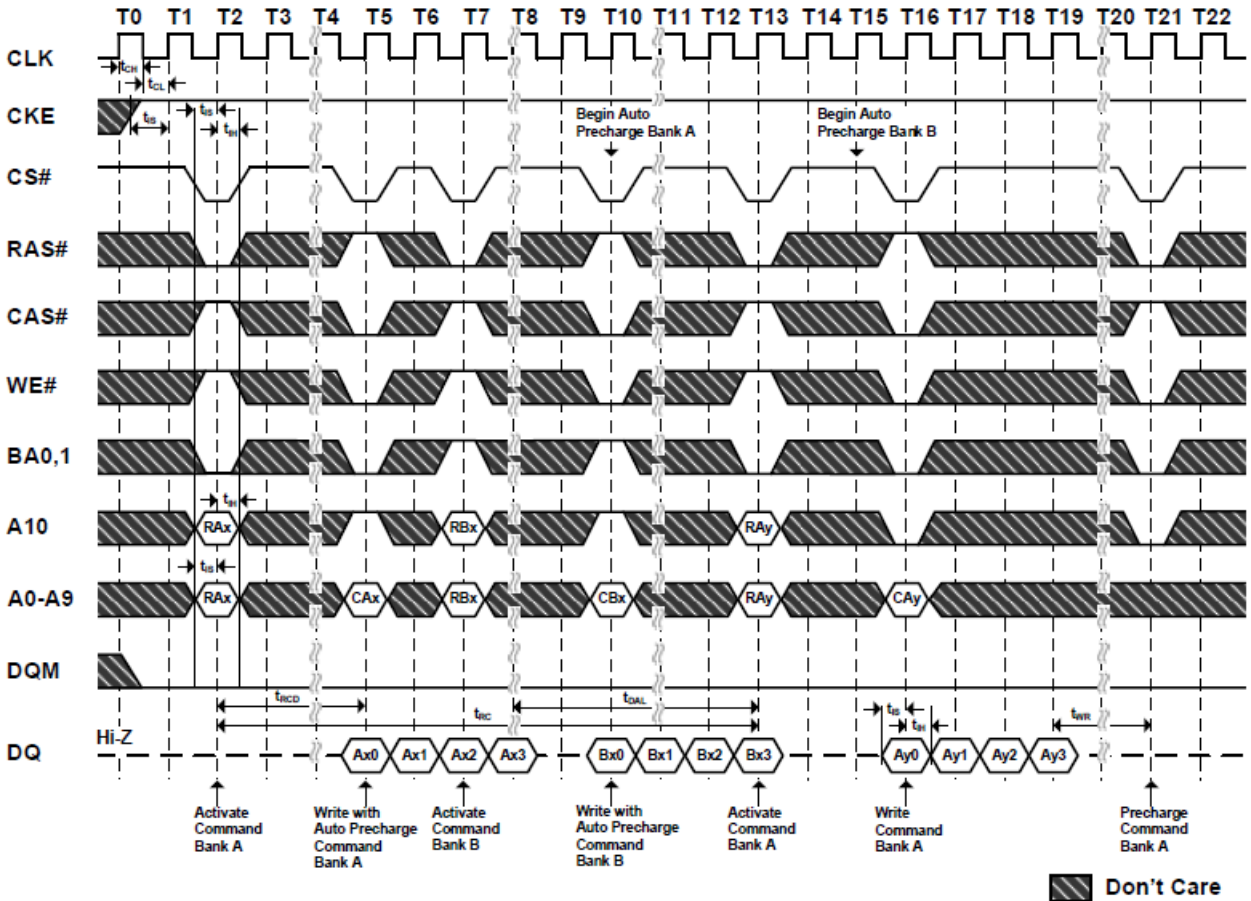 T0 T1 T2 T3 T4 T5 T6 T7 T8 T9 T10 T11 T12 T13 T14 T15 T16 T17 T18 T19 T20 T21 T22
CLK
tCH
tCL
CKE
tIS
tIS
tIH
Begin Auto
Precharge Bank A
Begin Auto
Precharge Bank B
CS#
RAS#
CAS#
WE#
BA0,1
A10
tIH
RAx RBx RAy
tIS
A0-A9
RAx CAx RBx CBx RAy CAy
DQM
tRCD
tRC
tDAL
tIS
tIH
tWR
Hi-Z
DQ
Ax0 Ax1 Ax2 Ax3 Bx0 Bx1 Bx2 Bx3 Ay0 Ay1 Ay2 Ay3
Activate
Command
Bank A
Write with
Auto Precharge
Command
Bank A
Activate
Command
Bank B
Write with
Auto Precharge
Command
Bank B
Activate
Command
Bank A
Write
Command
Bank A
Precharge
Command
Bank A
Don't Care